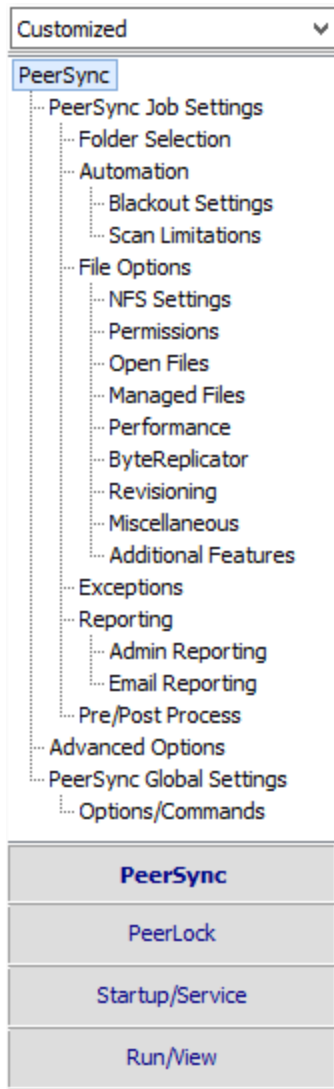 Customized
PeerSync
PeerSync Job Settings
Folder Selection
Automation
Blackout Settings
Scan Limitations
File Options
NFS Settings
Permissions
Open Files
Managed Files
Performance
ByteReplicator
Revisioning
Miscellaneous
Additional Features
Exceptions
Reporting
Admin Reporting
Email Reporting
Pre/Post Process
Advanced Options
PeerSync Global Settings
Options/Commands
PeerSync
PeerLock
Startup/Service
Run/View